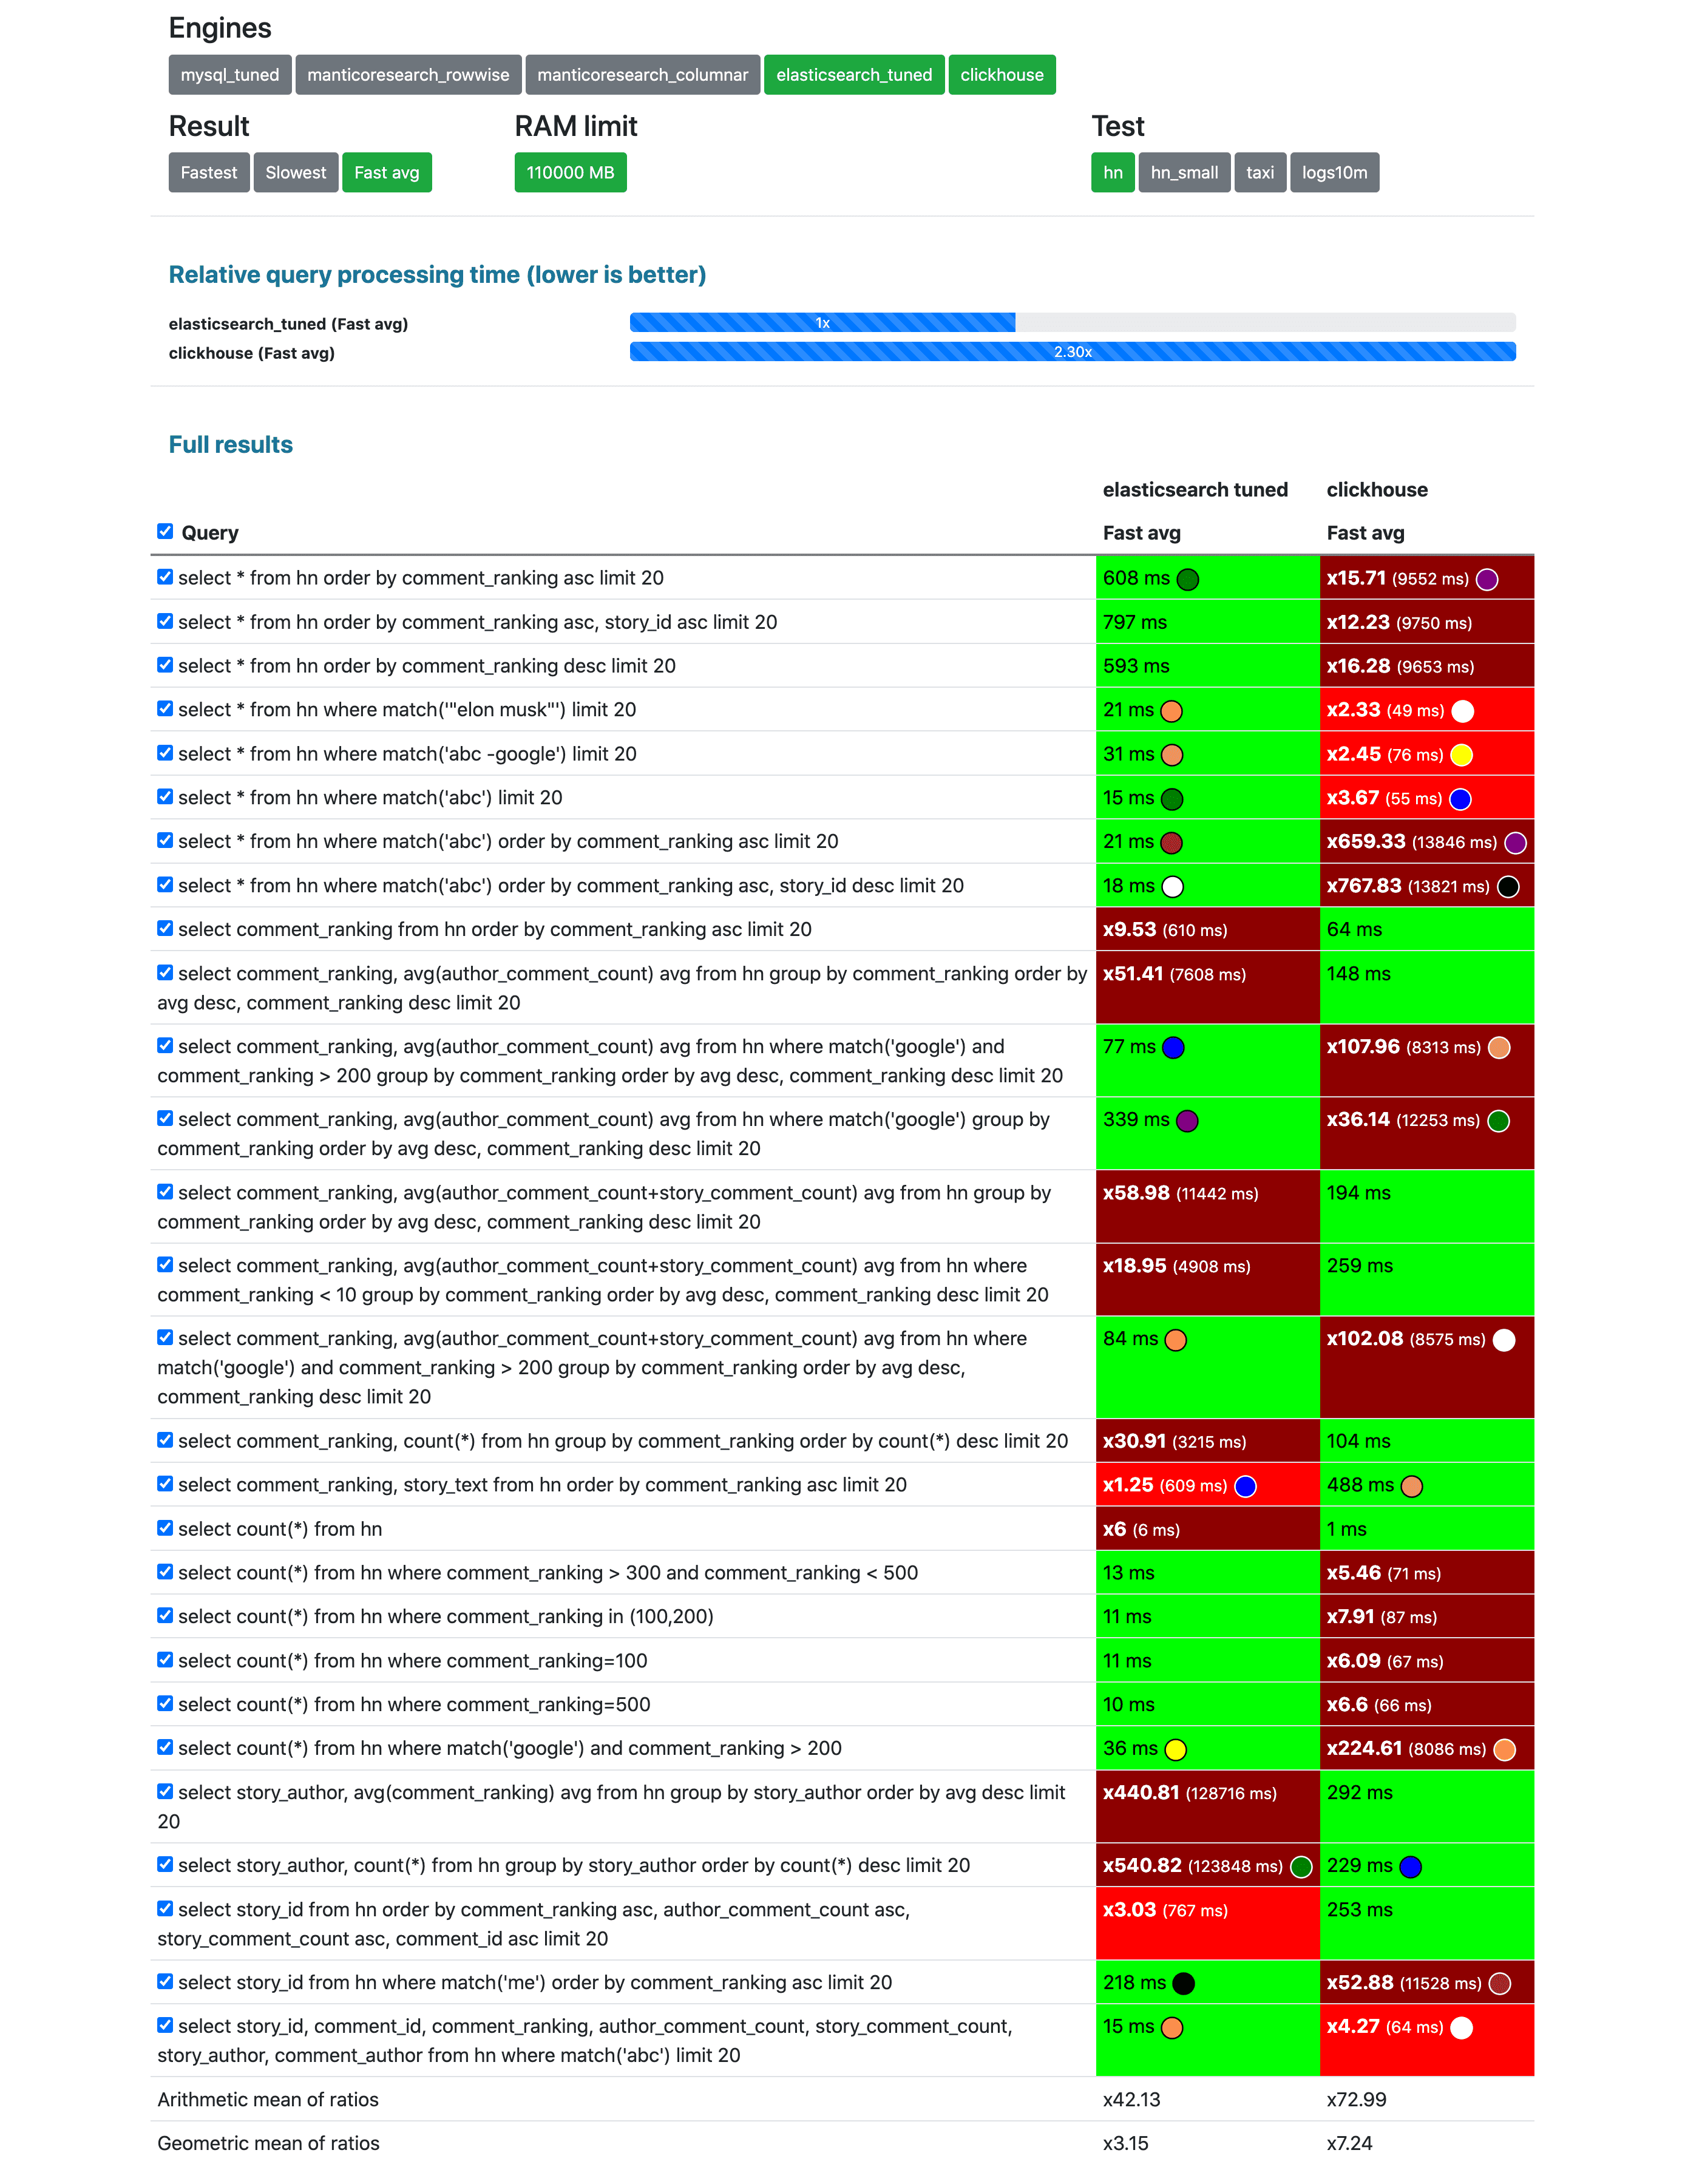 Engines
mysql_tuned manticoresearch_rowwise manticoresearch_columnar elasticsearch_tuned clickhouse
Result RAM limit Test
Fastest Slowest Fast avg 110000 MB hn hn_small taxi logs10m
Relative query processing time (lower is better)
elasticsearch_tuned (Fast avg) 1x
clickhouse (Fast avg) 2.30x
Full results
elasticsearch tuned clickhouse
Query Fast avg Fast avg
select * from hn order by comment_ranking asc limit 20 608 ms x15.71 (9552 ms)
select * from hn order by comment_ranking asc, story_id asc limit 20 797 ms x12.23 (9750 ms)
select * from hn order by comment_ranking desc limit 20 593 ms x16.28 (9653 ms)
select * from hn where match('"elon musk"') limit 20 21 ms x2.33 (49 ms)
select * from hn where match('abc -google') limit 20 31 ms x2.45 (76 ms)
select * from hn where match('abc') limit 20 15 ms x3.67 (55 ms)
select * from hn where match('abc') order by comment_ranking asc limit 20 21 ms x659.33 (13846 ms)
select * from hn where match('abc') order by comment_ranking asc, story_id desc limit 20 18 ms x767.83 (13821 ms)
select comment_ranking from hn order by comment_ranking asc limit 20 x9.53 (610 ms) 64 ms
select comment_ranking, avg(author_comment_count) avg from hn group by comment_ranking order by x51.41 (7608 ms) 148 ms
avg desc, comment_ranking desc limit 20
select comment_ranking, avg(author_comment_count) avg from hn where match('google') and 77 ms x107.96 (8313 ms)
comment_ranking > 200 group by comment_ranking order by avg desc, comment_ranking desc limit 20
select comment_ranking, avg(author_comment_count) avg from hn where match('google') group by 339 ms x36.14 (12253 ms)
comment_ranking order by avg desc, comment_ranking desc limit 20
select comment_ranking, avg(author_comment_count+story_comment_count) avg from hn group by x58.98 (11442 ms) 194 ms
comment_ranking order by avg desc, comment_ranking desc limit 20
select comment_ranking, avg(author_comment_count+story_comment_count) avg from hn where x18.95 (4908 ms) 259 ms
comment_ranking < 10 group by comment_ranking order by avg desc, comment_ranking desc limit 20
select comment_ranking, avg(author_comment_count+story_comment_count) avg from hn where 84 ms x102.08 (8575 ms)
match('google') and comment_ranking > 200 group by comment_ranking order by avg desc,
comment_ranking desc limit 20
select comment_ranking, count(*) from hn group by comment_ranking order by count(*) desc limit 20 x30.91 (3215 ms) 104 ms
select comment_ranking, story_text from hn order by comment_ranking asc limit 20 x1.25 (609 ms) 488 ms
select count(*) from hn x6 (6 ms) 1 ms
select count(*) from hn where comment_ranking > 300 and comment_ranking < 500 13 ms x5.46 (71 ms)
select count(*) from hn where comment_ranking in (100,200) 11 ms x7.91 (87 ms)
select count(*) from hn where comment_ranking=100 11 ms x6.09 (67 ms)
select count(*) from hn where comment_ranking=500 10 ms x6.6 (66 ms)
select count(*) from hn where match('google') and comment_ranking > 200 36 ms x224.61 (8086 ms)
select story_author, avg(comment_ranking) avg from hn group by story_author order by avg desc limit x440.81 (128716 ms) 292 ms
20
select story_author, count(*) from hn group by story_author order by count(*) desc limit 20 x540.82 (123848 ms) 229 ms
select story_id from hn order by comment_ranking asc, author_comment_count asc, x3.03 (767 ms) 253 ms
story_comment_count asc, comment_id asc limit 20
select story_id from hn where match('me') order by comment_ranking asc limit 20 218 ms x52.88 (11528 ms)
select story_id, comment_id, comment_ranking, author_comment_count, story_comment_count, 15 ms x4.27 (64 ms)
story_author, comment_author from hn where match('abc') limit 20
Arithmetic mean of ratios x42.13 x72.99
Geometric mean of ratios x3.15 x7.24